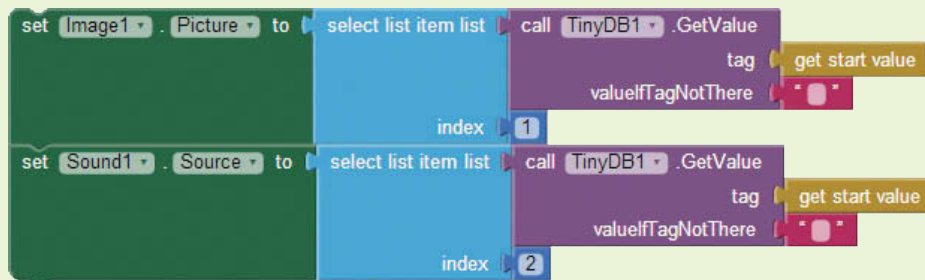 set Image1 . Picture to select list item list call TinyDB1 .GetValue
tag get start value
valueIfTagNotThere “ ”
index 1
set Sound1 . Source to select list item list call TinyDB1 .GetValue
tag get start value
valueIfTagNotThere “ ”
index 2